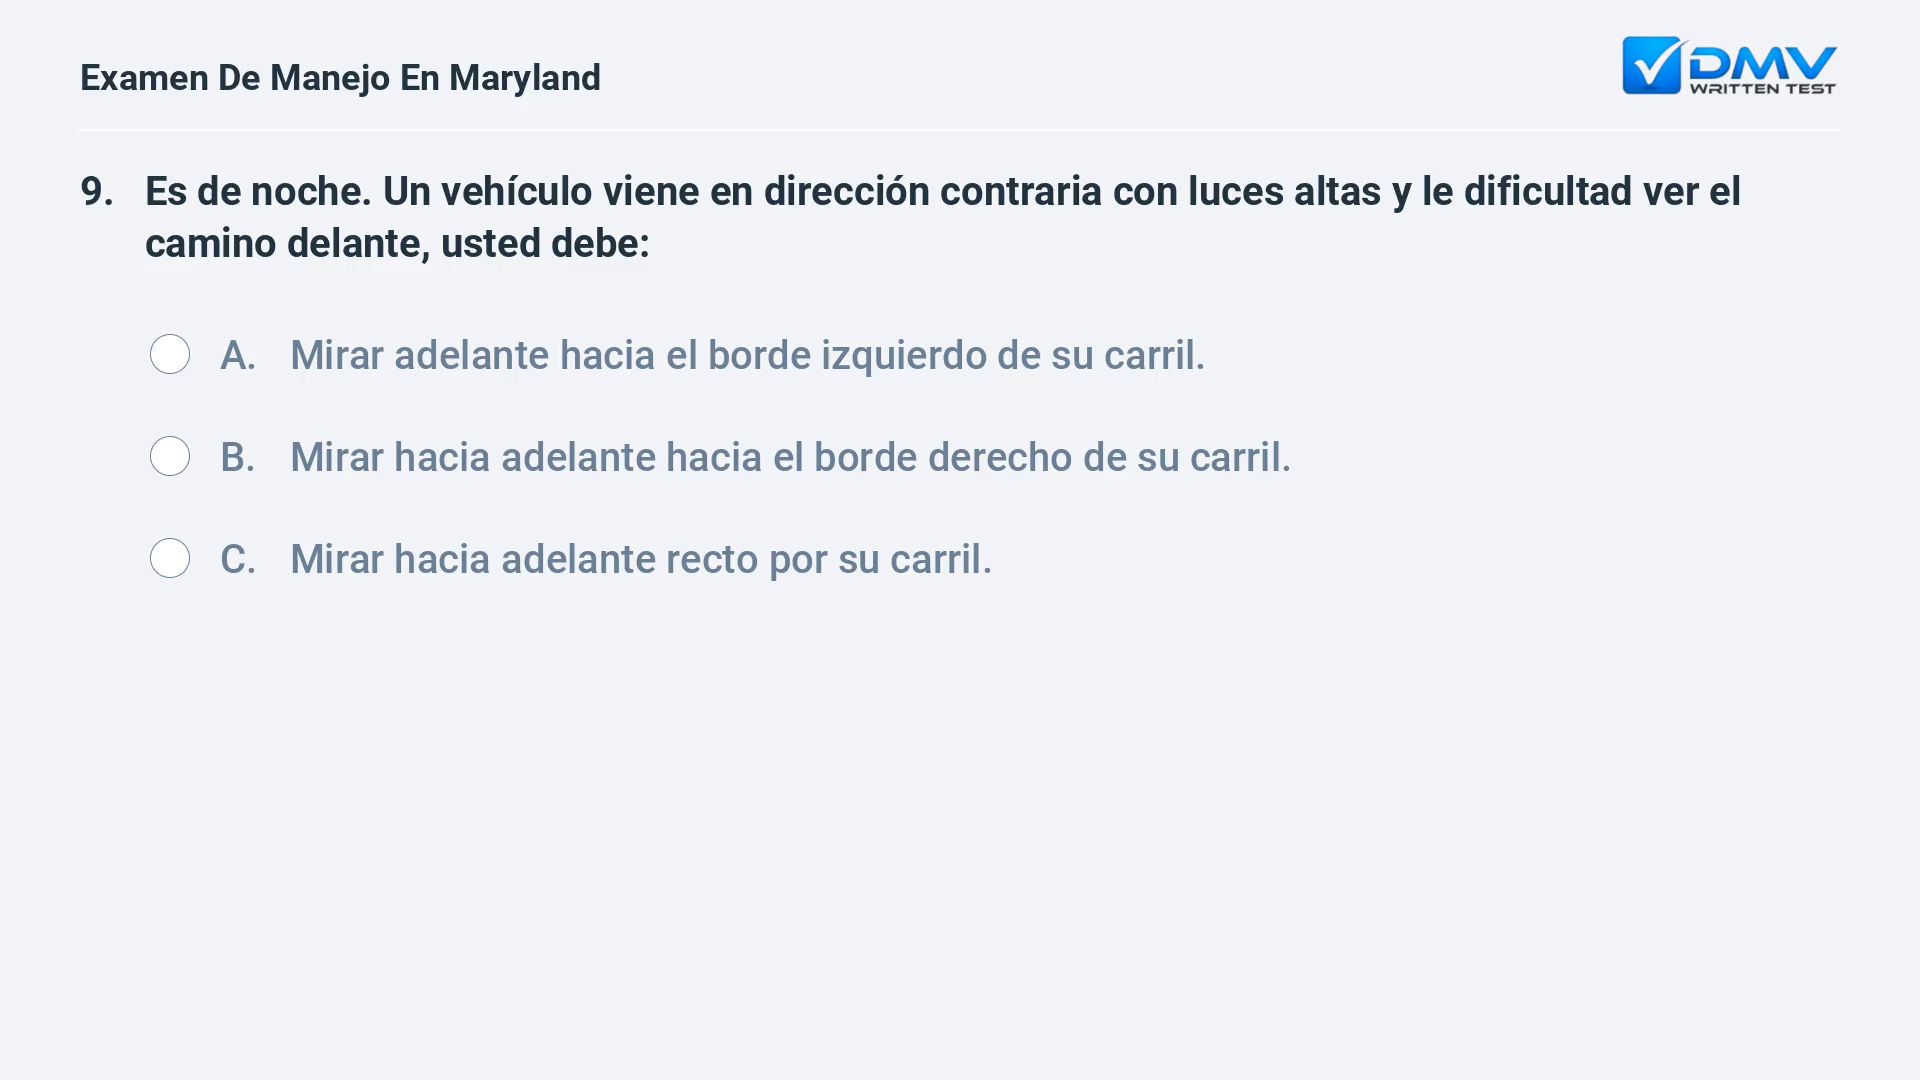 Examen De Manejo En Maryland
DMV
WRITTEN TEST
9. Es de noche. Un vehículo viene en dirección contraria con luces altas y le dificultad ver el
camino delante, usted debe:
A. Mirar adelante hacia el borde izquierdo de su carril.
B. Mirar hacia adelante hacia el borde derecho de su carril.
C. Mirar hacia adelante recto por su carril.